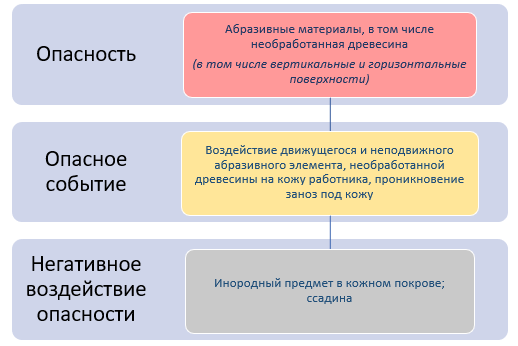 Опасность
Абразивные материалы, в том числе
необработанная древесина
(в том числе вертикальные и горизонтальные
поверхности)
Опасное
событие
Воздействие движущегося и неподвижного
абразивного элемента, необработанной
древесины на кожу работника, проникновение
заноз под кожу
Негативное
воздействие
опасности
Инородный предмет в кожном покрове;
ссадина